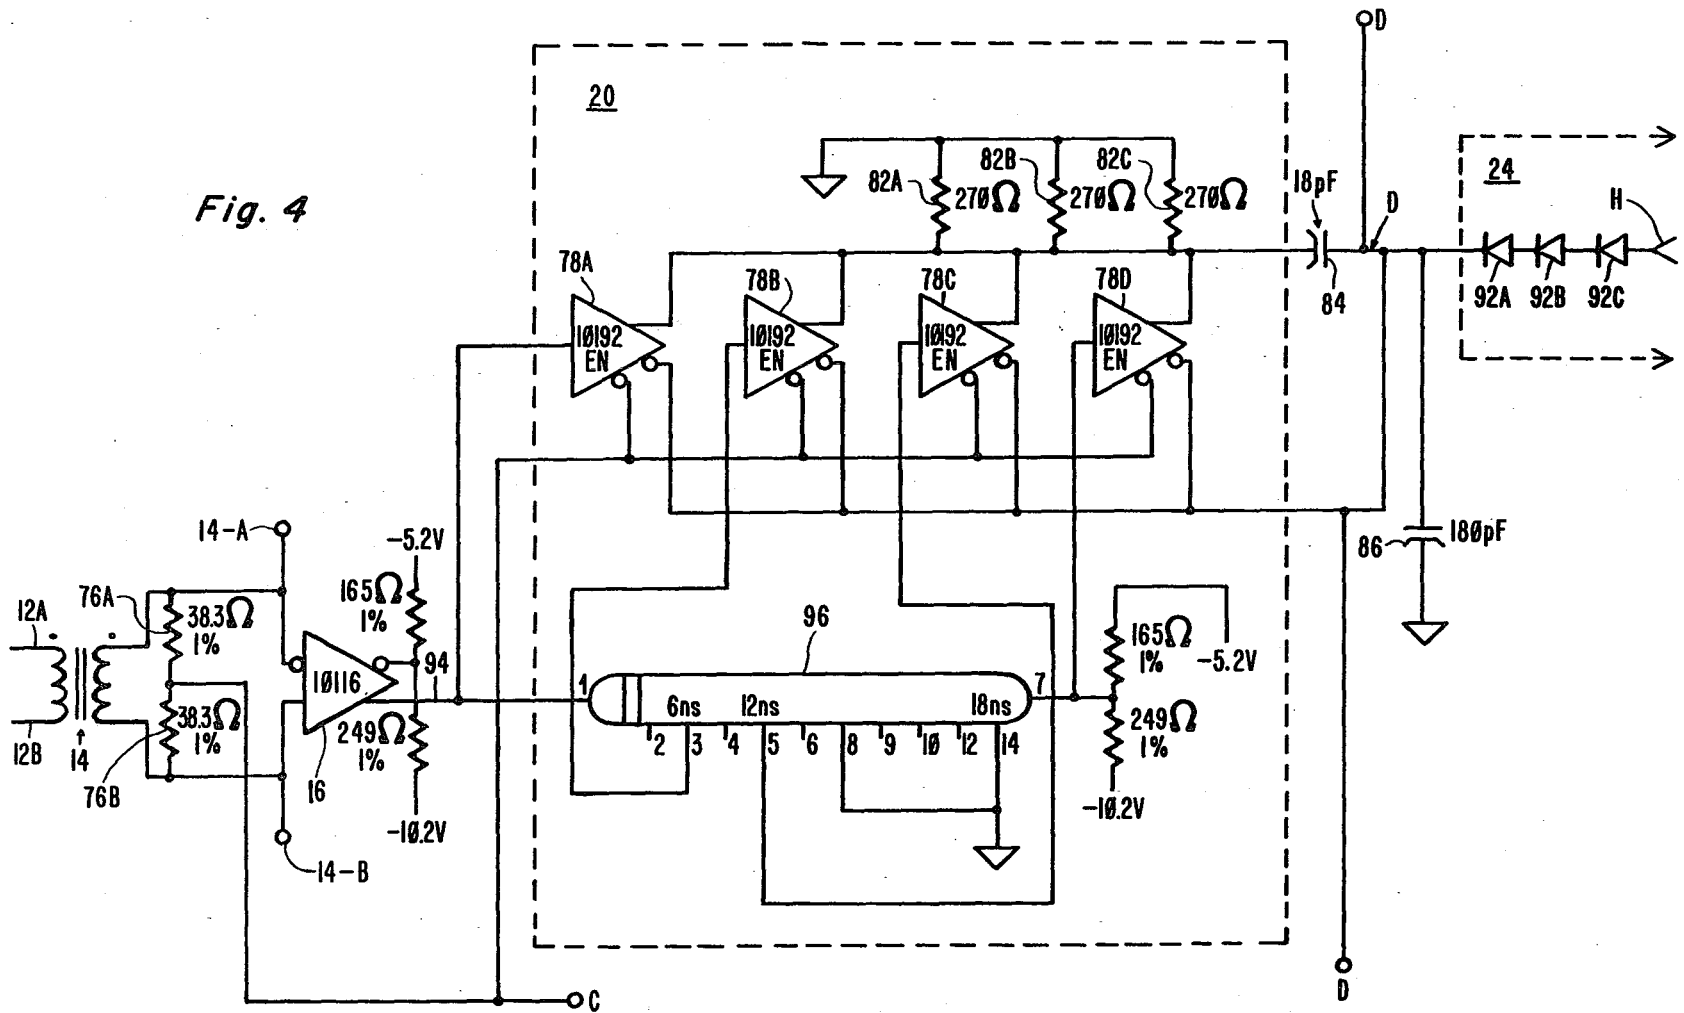 Fig. 4
20
D
82A
270Ω
82B
270Ω
82C
270Ω
18pF
84
D
24
H
92A
92B
92C
78A
10192
EN
78B
10192
EN
78C
10192
EN
78D
10192
EN
86
180pF
14-A
-5.2V
165Ω
1%
12A
76A
38.3Ω
1%
10116
94
38.3Ω
1%
249Ω
1%
12B
14
76B
16
-10.2V
14-B
96
1
6ns
12ns
18ns
7
2
3
4
5
6
8
9
10
12
14
165Ω
1%
-5.2V
249Ω
1%
-10.2V
C
D